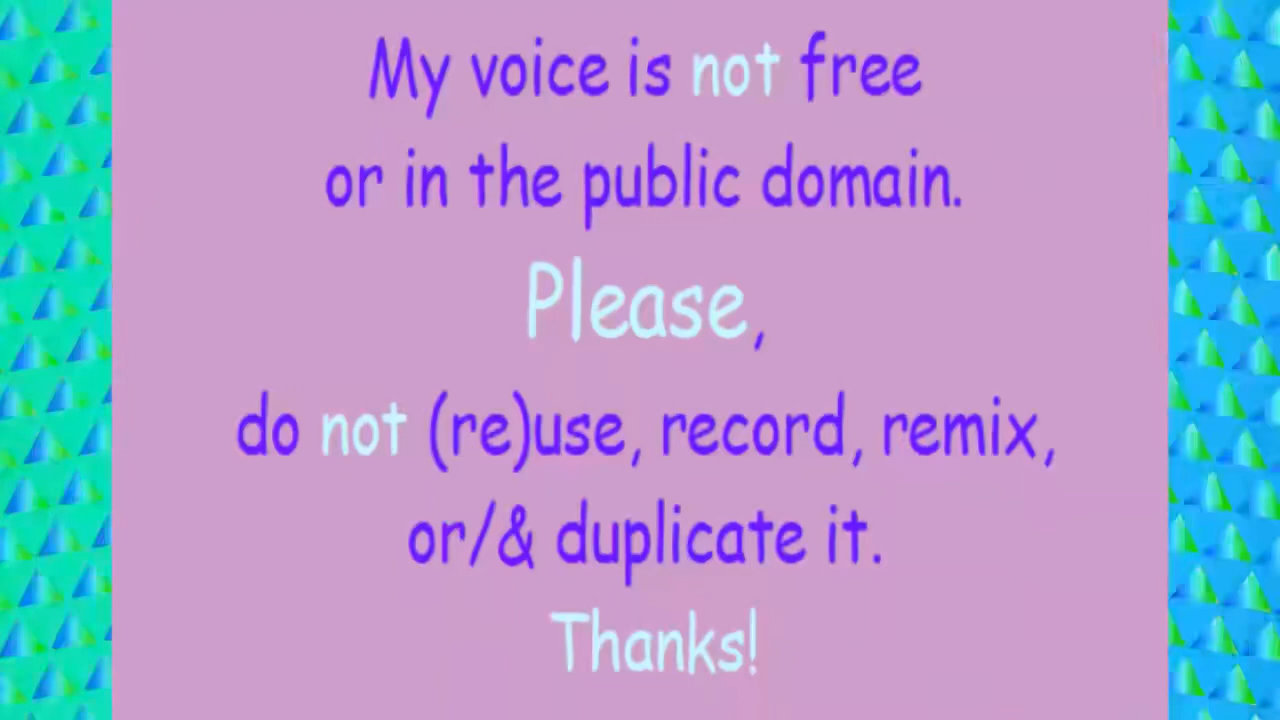 My voice is not free
or in the public domain.
Please,
do not (re)use, record, remix,
or/& duplicate it.
Thanks!